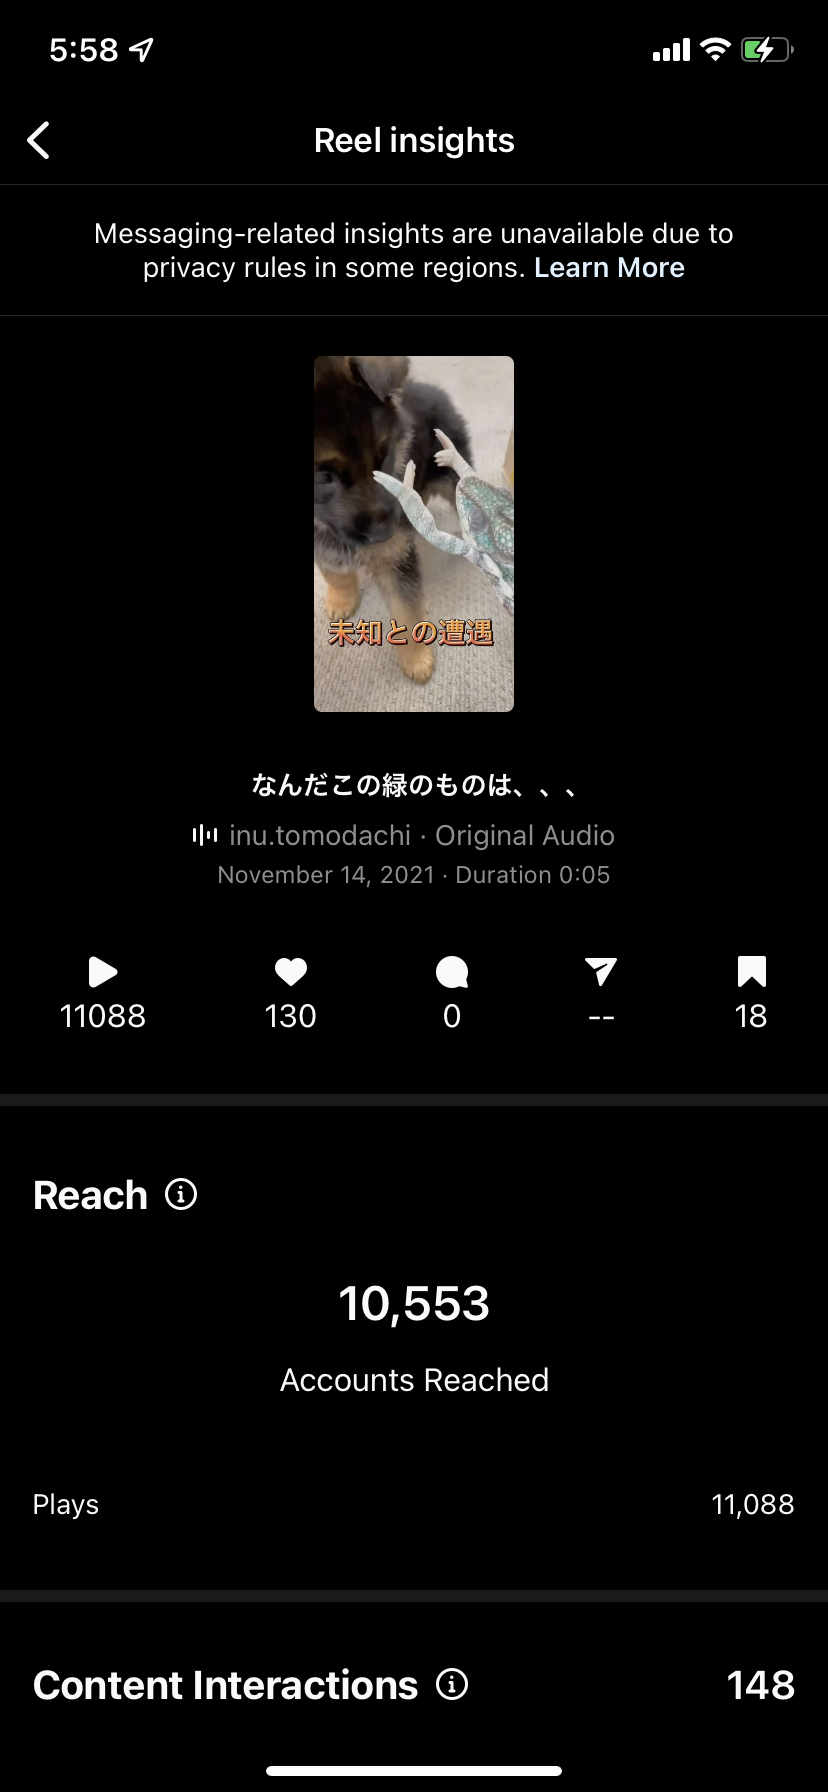 5:58
Reel insights
Messaging-related insights are unavailable due to
privacy rules in some regions. Learn More
未知との遭遇
なんだこの緑のものは、、、
inu.tomodachi · Original Audio
November 14, 2021 · Duration 0:05
11088 130 0 -- 18
Reach
10,553
Accounts Reached
Plays 11,088
Content Interactions 148